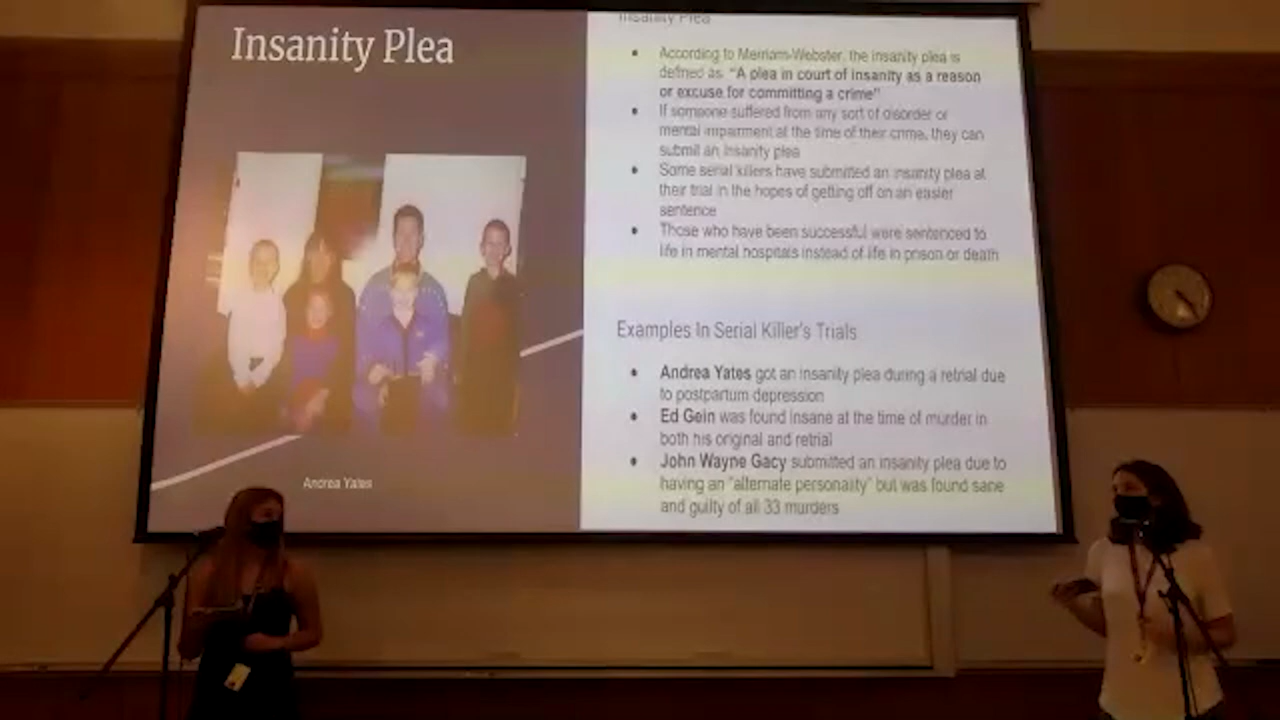 Insanity Plea
Insanity Plea
According to Merriam-Webster, the insanity plea is
defined as "A plea in court of insanity as a reason
or excuse for committing a crime"
If someone suffered from any sort of disorder or
mental impairment at the time of their crime, they can
submit an insanity plea
Some serial killers have submitted an insanity plea at
their trial in the hopes of getting off on an easier
sentence
Those who have been successful were sentenced to
life in mental hospitals instead of life in prison or death
Examples In Serial Killer's Trials
Andrea Yates got an insanity plea during a retrial due
to postpartum depression
Ed Gein was found insane at the time of murder in
both his original and retrial
John Wayne Gacy submitted an insanity plea due to
having an "alternate personality" but was found sane
and guilty of all 33 murders
Andrea Yates